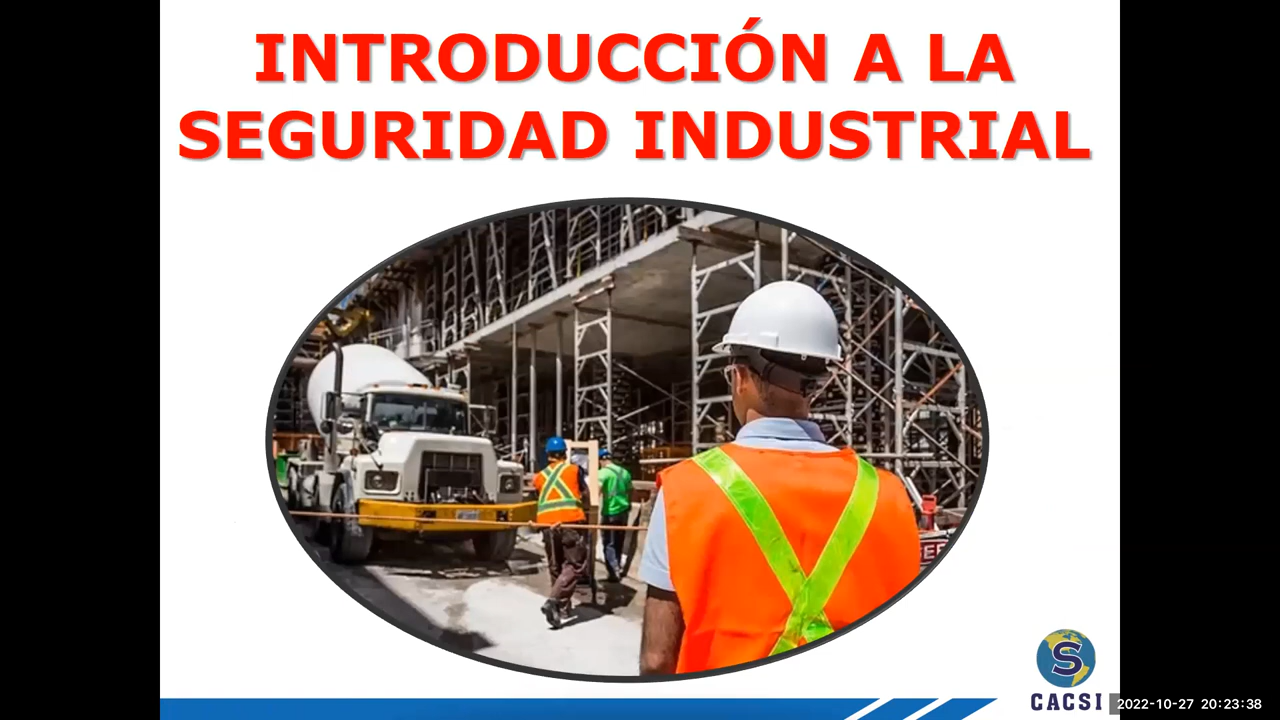 INTRODUCCIÓN A LA
SEGURIDAD INDUSTRIAL
S
CACSI
2022-10-27 20:23:38